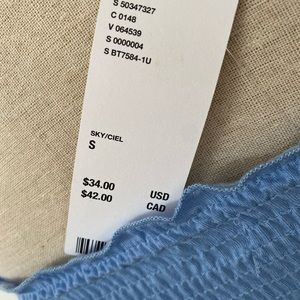 S 50347327
C 0148
V 064539
S 0000004
S BT7584-1U
SKY/CIEL
S
$34.00 USD
$42.00 CAD